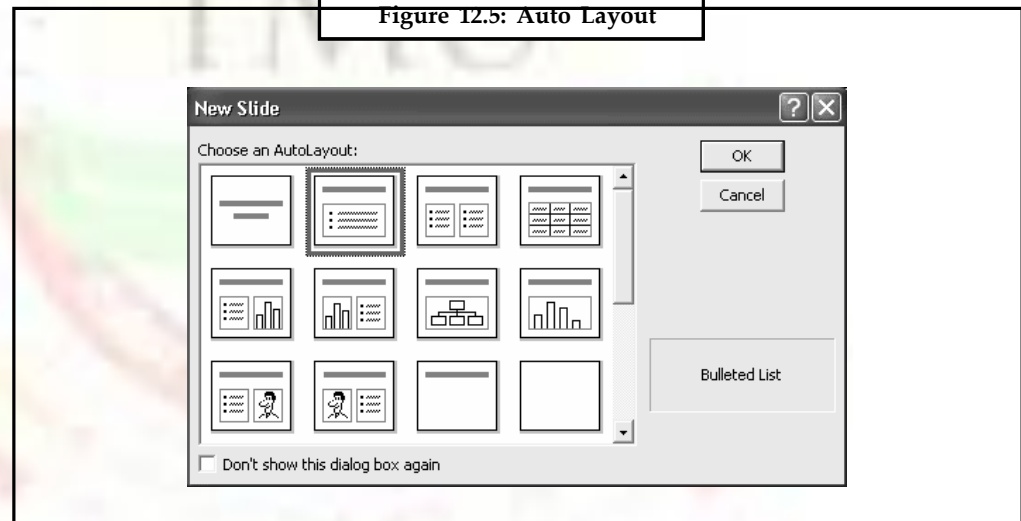 Figure 12.5: Auto Layout
New Slide
Choose an AutoLayout:
OK
Cancel
Bulleted List
Don't show this dialog box again